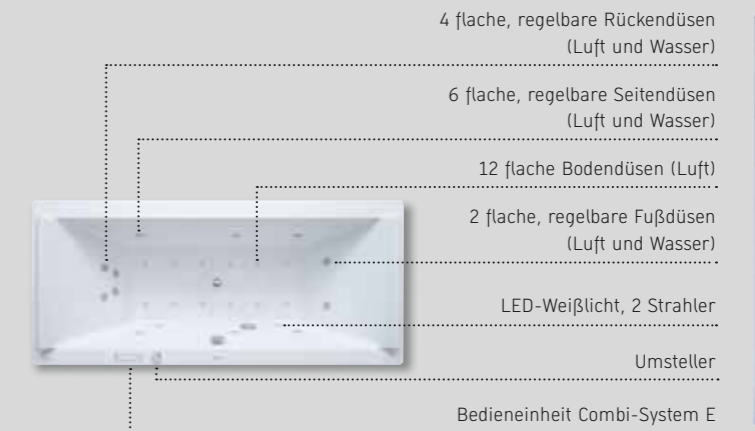 4 flache, regelbare Rückendüsen
(Luft und Wasser)
6 flache, regelbare Seitendüsen
(Luft und Wasser)
12 flache Bodendüsen (Luft)
2 flache, regelbare Fußdüsen
(Luft und Wasser)
LED-Weißlicht, 2 Strahler
Umsteller
Bedieneinheit Combi-System E